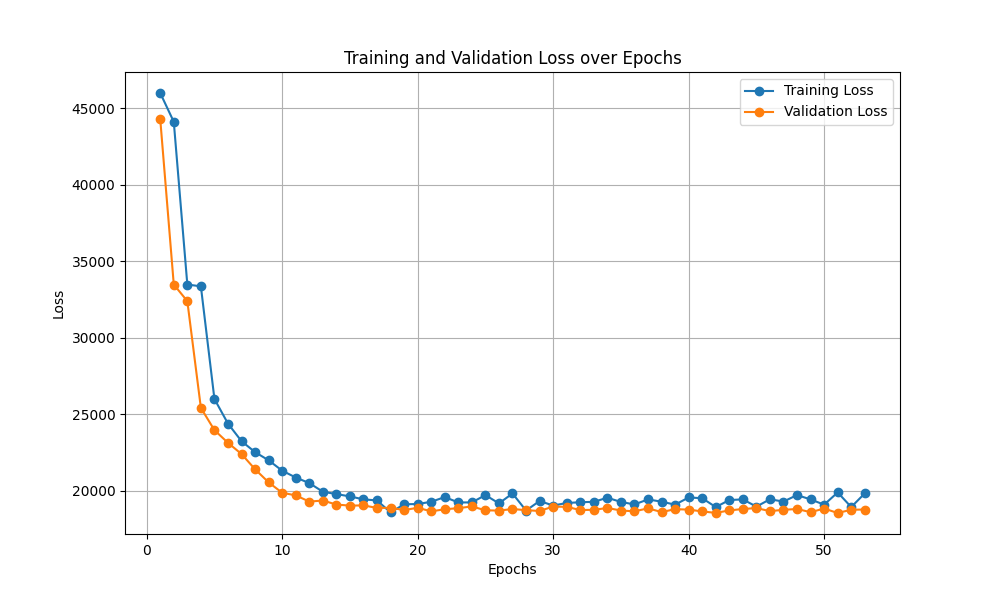 Training and Validation Loss over Epochs
Training Loss
Validation Loss
45000
40000
35000
30000
25000
20000
Loss
0
10
20
30
40
50
Epochs